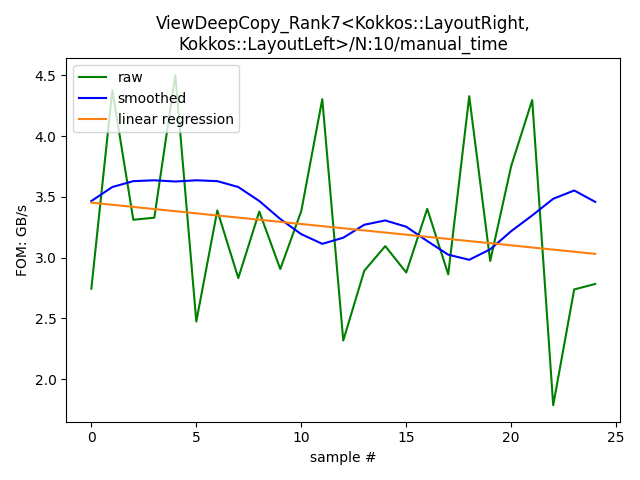 ViewDeepCopy_Rank7<Kokkos::LayoutRight,
Kokkos::LayoutLeft>/N:10/manual_time
raw
smoothed
linear regression
FOM: GB/s
4.5
4.0
3.5
3.0
2.5
2.0
0
5
10
15
20
25
sample #